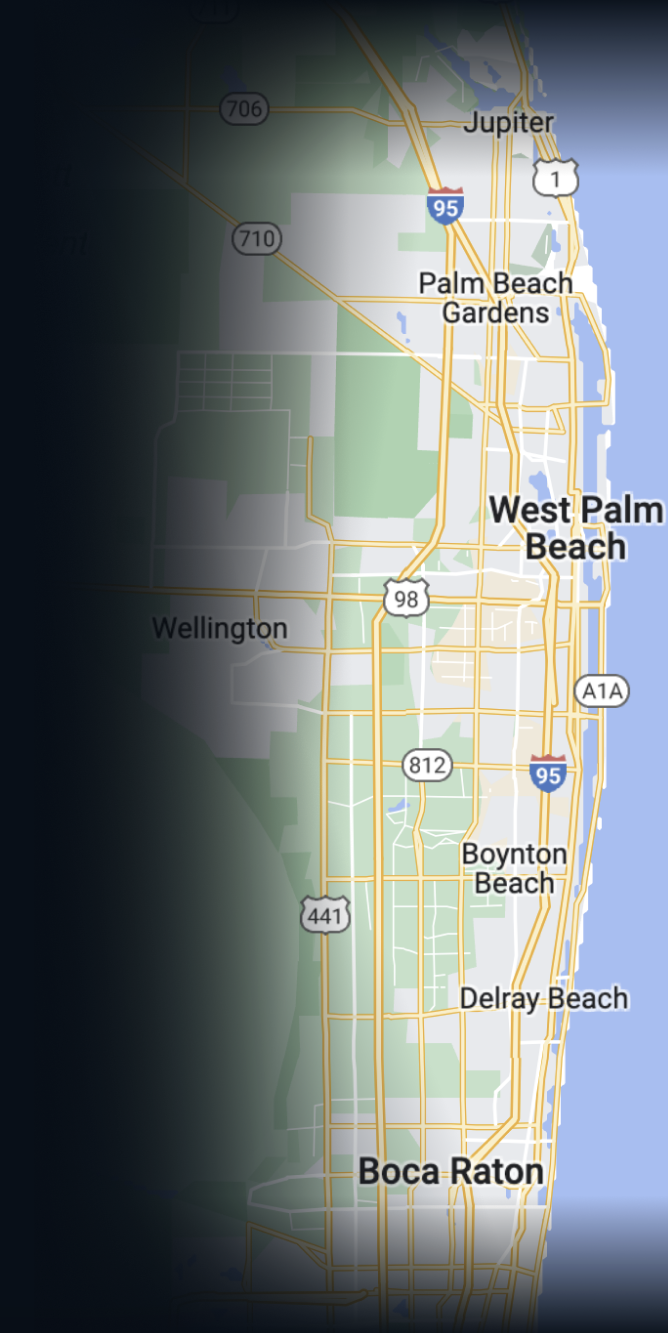 706
Jupiter
1
95
710
Palm Beach
Gardens
West Palm
Beach
98
Wellington
A1A
812
95
Boynton
Beach
441
Delray Beach
Boca Raton